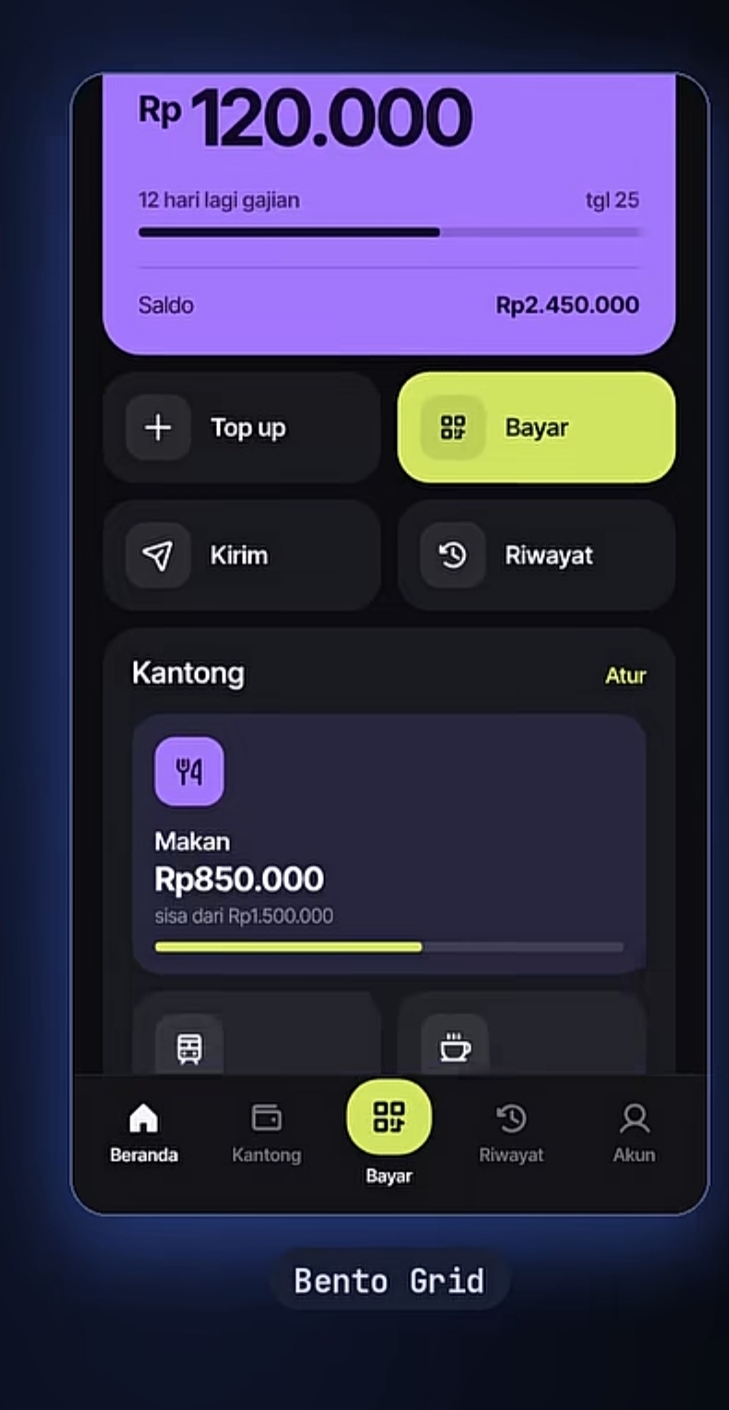 Rp 120.000
12 hari lagi gajian tgl 25
Saldo Rp2.450.000
Top up Bayar
Kirim Riwayat
Kantong Atur
Makan
Rp850.000
sisa dari Rp1.500.000
Beranda Kantong Bayar Riwayat Akun
Bento Grid